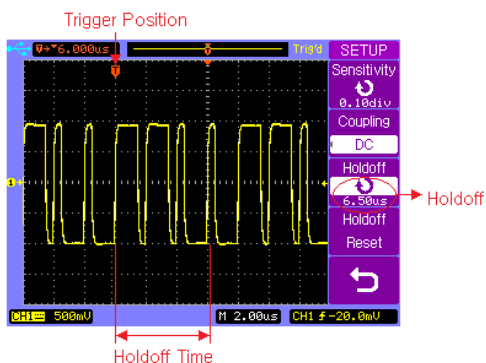 Trigger Position
6.000us
Trig'd
SETUP
T
Sensitivity
0.10div
Coupling
DC
Holdoff
6.50us
Holdoff
Holdoff
Reset
1
CH1 500mV
M 2.00us
CH1 -20.0mV
Holdoff Time